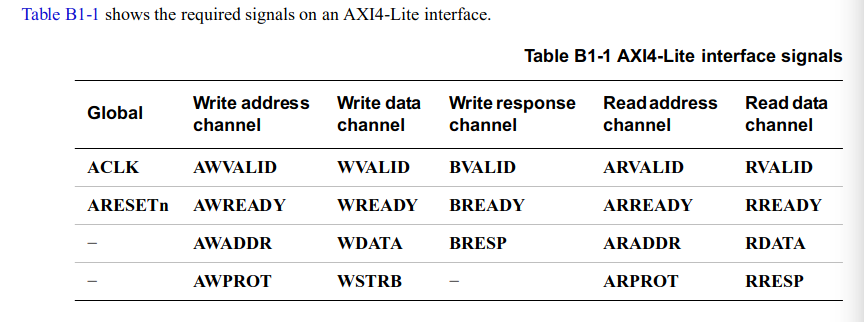 Table B1-1 shows the required signals on an AXI4-Lite interface.
Table B1-1 AXI4-Lite interface signals
Global Write address channel Write data channel Write response channel Read address channel Read data channel
ACLK AWVALID WVALID BVALID ARVALID RVALID
ARESETn AWREADY WREADY BREADY ARREADY RREADY
– AWADDR WDATA BRESP ARADDR RDATA
– AWPROT WSTRB – ARPROT RRESP